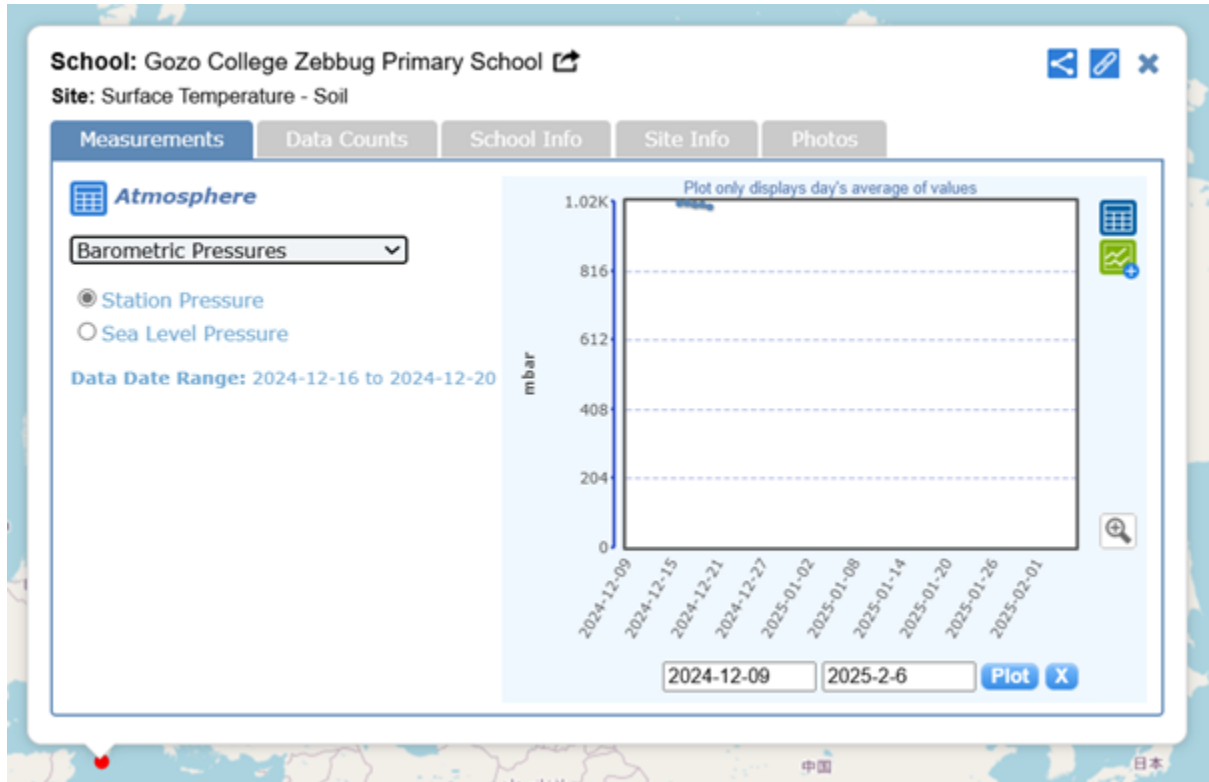 School: Gozo College Zebbug Primary School
Site: Surface Temperature - Soil
Measurements
Data Counts
School Info
Site Info
Photos
Atmosphere
Barometric Pressures
Station Pressure
Sea Level Pressure
Data Date Range: 2024-12-16 to 2024-12-20
Plot only displays day's average of values
1.02K
816
612
408
204
0
mbar
2024-12-09
2024-12-15
2024-12-21
2024-12-27
2025-01-02
2025-01-08
2025-01-14
2025-01-20
2025-01-26
2025-02-01
2024-12-09
2025-2-6
Plot
X
中国
日本